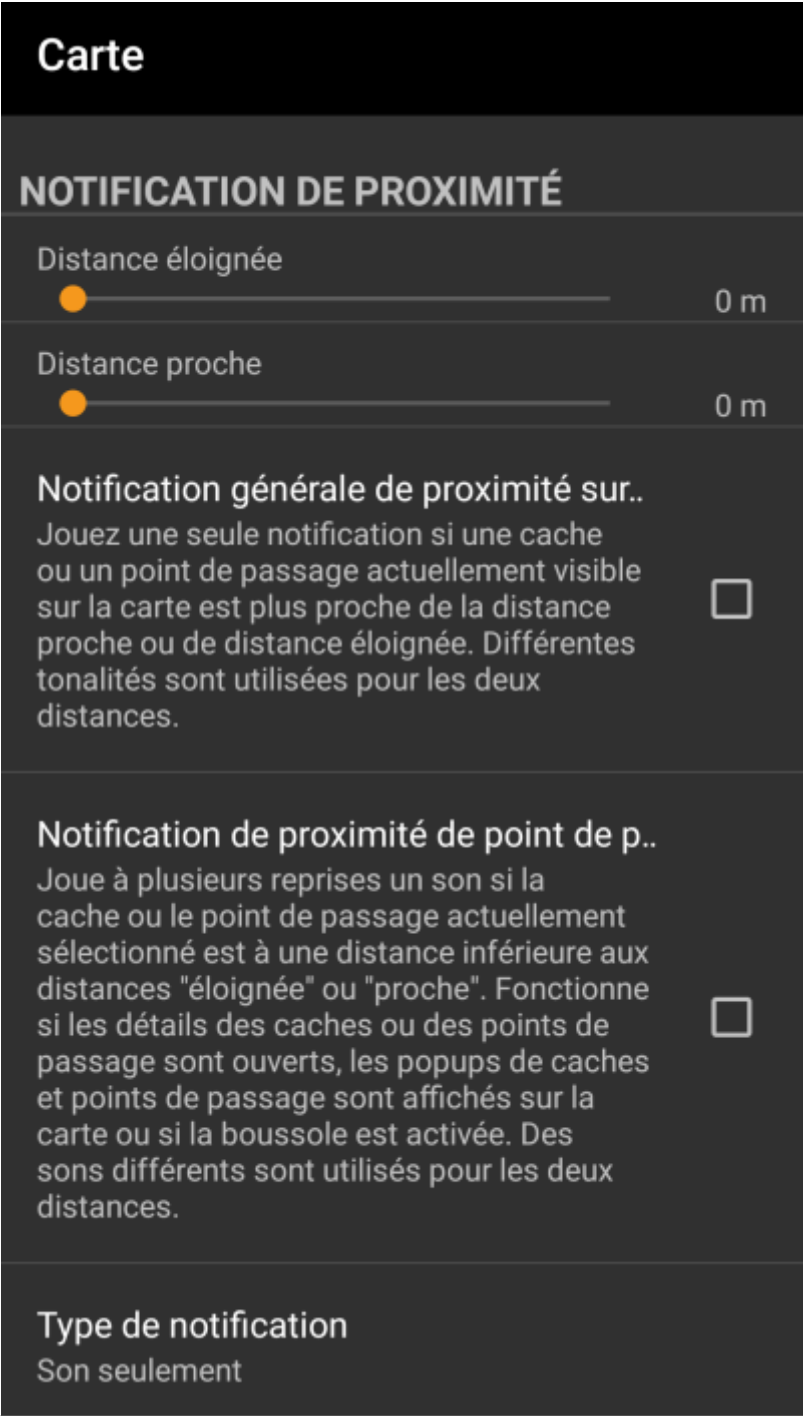 Carte
NOTIFICATION DE PROXIMITÉ
Distance éloignée
0 m
Distance proche
0 m
Notification générale de proximité sur..
Jouez une seule notification si une cache
ou un point de passage actuellement visible
sur la carte est plus proche de la distance
proche ou de distance éloignée. Différentes
tonalités sont utilisées pour les deux
distances.
Notification de proximité de point de p..
Joue à plusieurs reprises un son si la
cache ou le point de passage actuellement
sélectionné est à une distance inférieure aux
distances "éloignée" ou "proche". Fonctionne
si les détails des caches ou des points de
passage sont ouverts, les popups de caches
et points de passage sont affichés sur la
carte ou si la boussole est activée. Des
sons différents sont utilisés pour les deux
distances.
Type de notification
Son seulement